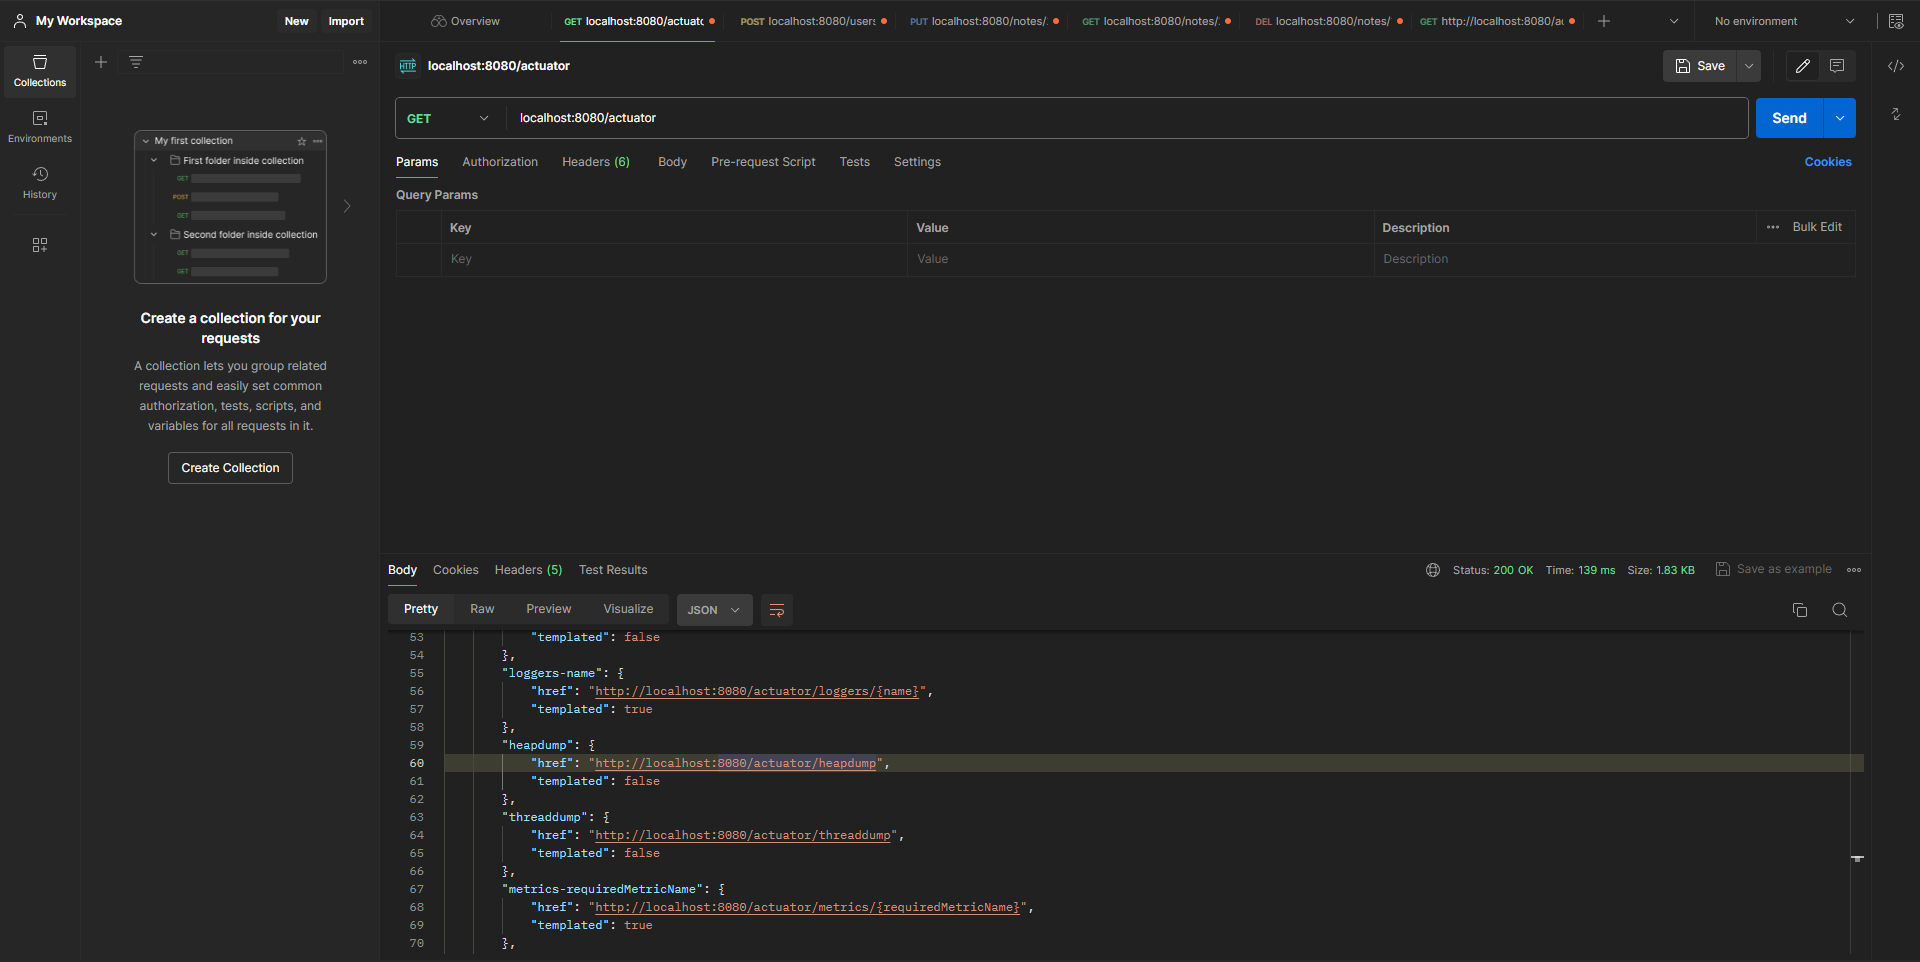 My Workspace
New
Import
Overview
GET localhost:8080/actuato
POST localhost:8080/users
PUT localhost:8080/notes/
GET localhost:8080/notes/
DEL localhost:8080/notes/
GET http://localhost:8080/a
No environment
Collections
Environments
History
My first collection
First folder inside collection
GET
POST
GET
Second folder inside collection
GET
GET
Create a collection for your
requests
A collection lets you group related
requests and easily set common
authorization, tests, scripts, and
variables for all requests in it.
Create Collection
HTTP
localhost:8080/actuator
Save
GET
localhost:8080/actuator
Send
Params
Authorization
Headers (6)
Body
Pre-request Script
Tests
Settings
Cookies
Query Params
Key
Value
Description
Bulk Edit
Key
Value
Description
Body
Cookies
Headers (5)
Test Results
Status: 200 OK
Time: 139 ms
Size: 1.83 KB
Save as example
Pretty
Raw
Preview
Visualize
JSON
53 "templated": false
54 },
55 "loggers-name": {
56 "href": "http://localhost:8080/actuator/loggers/{name}",
57 "templated": true
58 },
59 "heapdump": {
60 "href": "http://localhost:8080/actuator/heapdump",
61 "templated": false
62 },
63 "threaddump": {
64 "href": "http://localhost:8080/actuator/threaddump",
65 "templated": false
66 },
67 "metrics-requiredMetricName": {
68 "href": "http://localhost:8080/actuator/metrics/{requiredMetricName}",
69 "templated": true
70 },